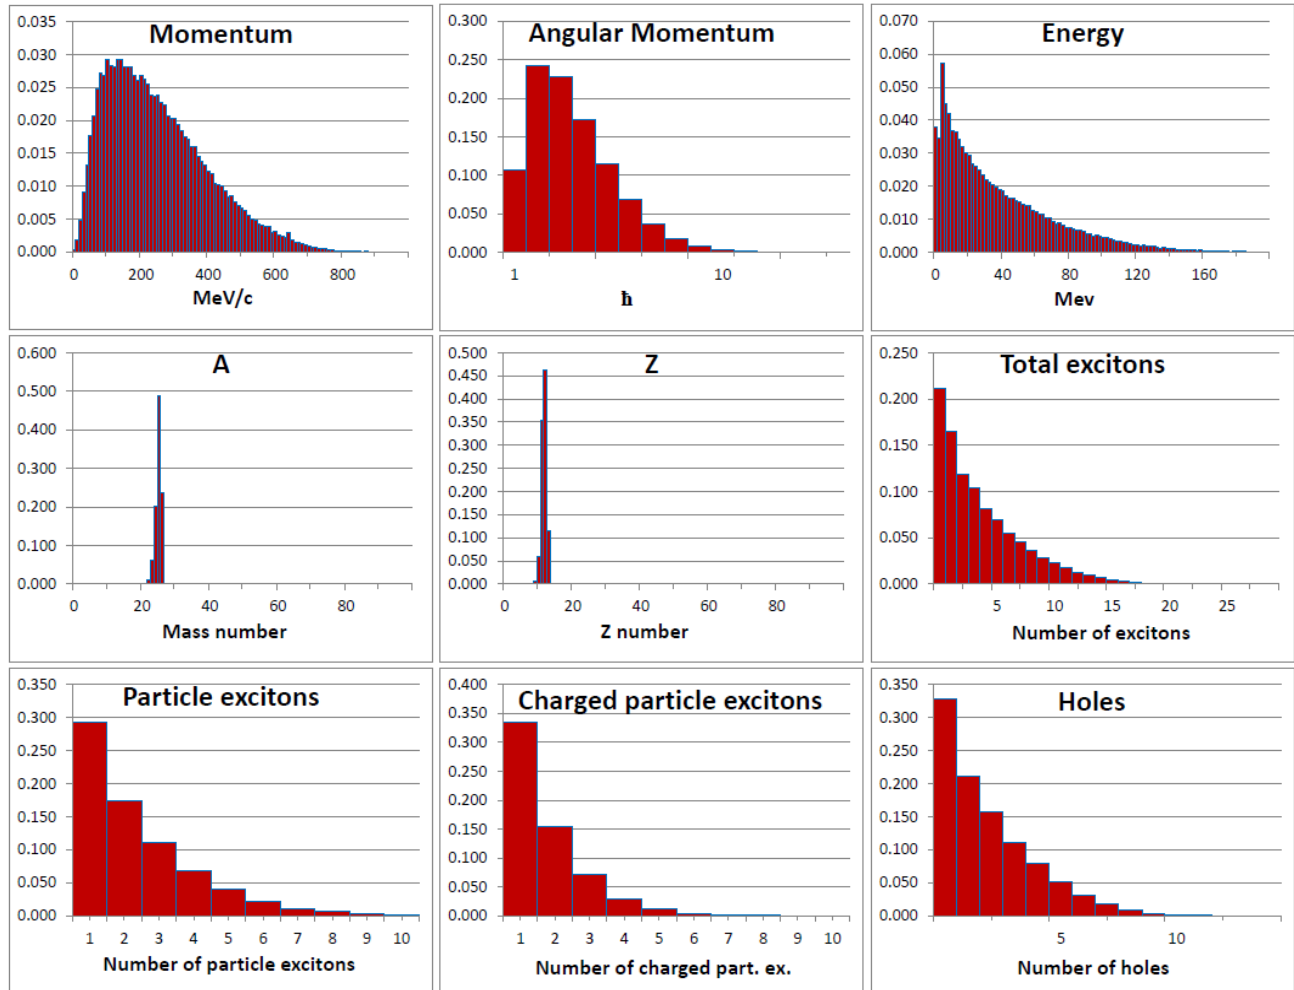 Momentum
0.035
0.030
0.025
0.020
0.015
0.010
0.005
0.000
0 200 400 600 800
MeV/c
Angular Momentum
0.300
0.250
0.200
0.150
0.100
0.050
0.000
1 10
ħ
Energy
0.070
0.060
0.050
0.040
0.030
0.020
0.010
0.000
0 40 80 120 160
Mev
A
0.600
0.500
0.400
0.300
0.200
0.100
0.000
0 20 40 60 80
Mass number
Z
0.500
0.450
0.400
0.350
0.300
0.250
0.200
0.150
0.100
0.050
0.000
0 20 40 60 80
Z number
Total excitons
0.250
0.200
0.150
0.100
0.050
0.000
5 10 15 20 25
Number of excitons
Particle excitons
0.350
0.300
0.250
0.200
0.150
0.100
0.050
0.000
1 2 3 4 5 6 7 8 9 10
Number of particle excitons
Charged particle excitons
0.400
0.350
0.300
0.250
0.200
0.150
0.100
0.050
0.000
1 2 3 4 5 6 7 8 9 10
Number of charged part. ex.
Holes
0.350
0.300
0.250
0.200
0.150
0.100
0.050
0.000
5 10
Number of holes